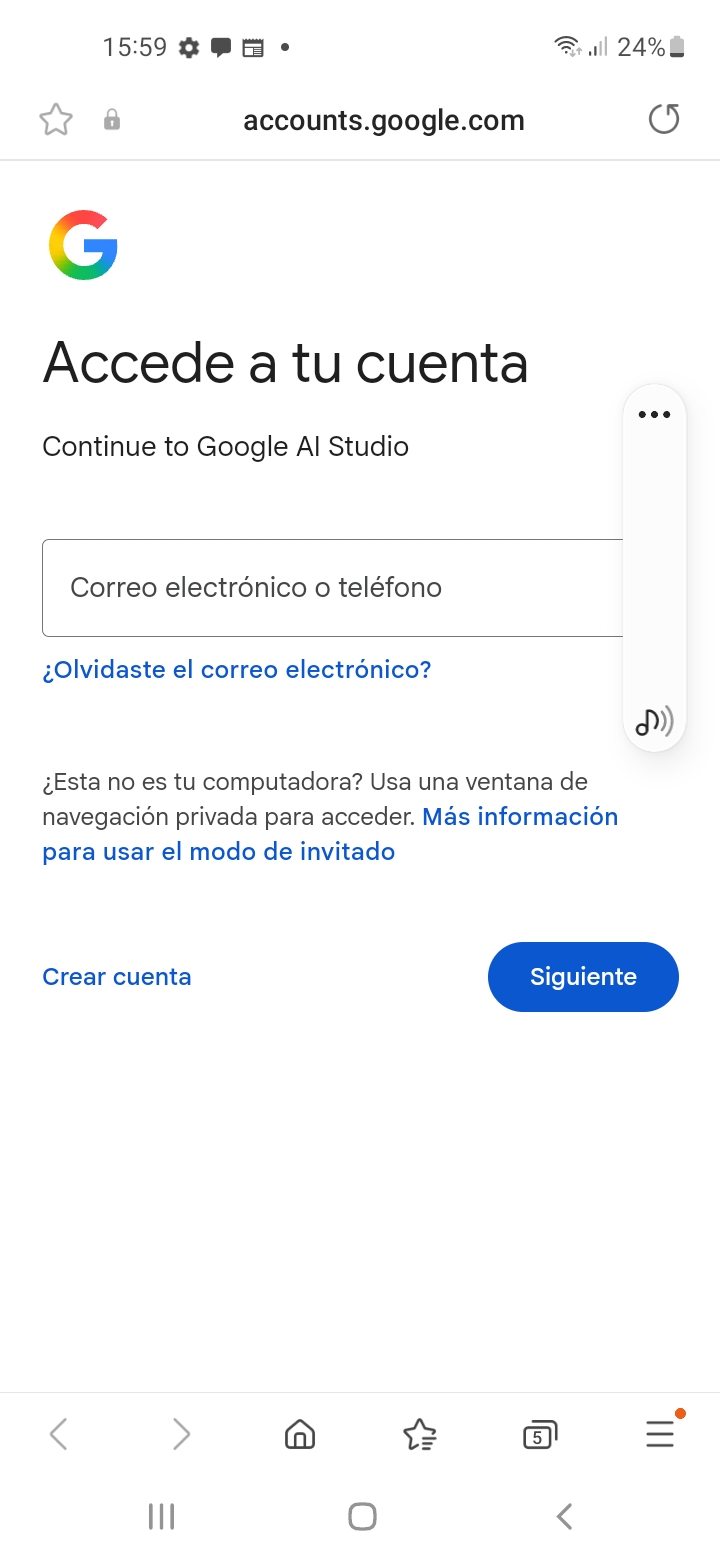 15:59
24%
accounts.google.com
Accede a tu cuenta
Continue to Google AI Studio
Correo electrónico o teléfono
¿Olvidaste el correo electrónico?
¿Esta no es tu computadora? Usa una ventana de
navegación privada para acceder. Más información
para usar el modo de invitado
Crear cuenta
Siguiente
5